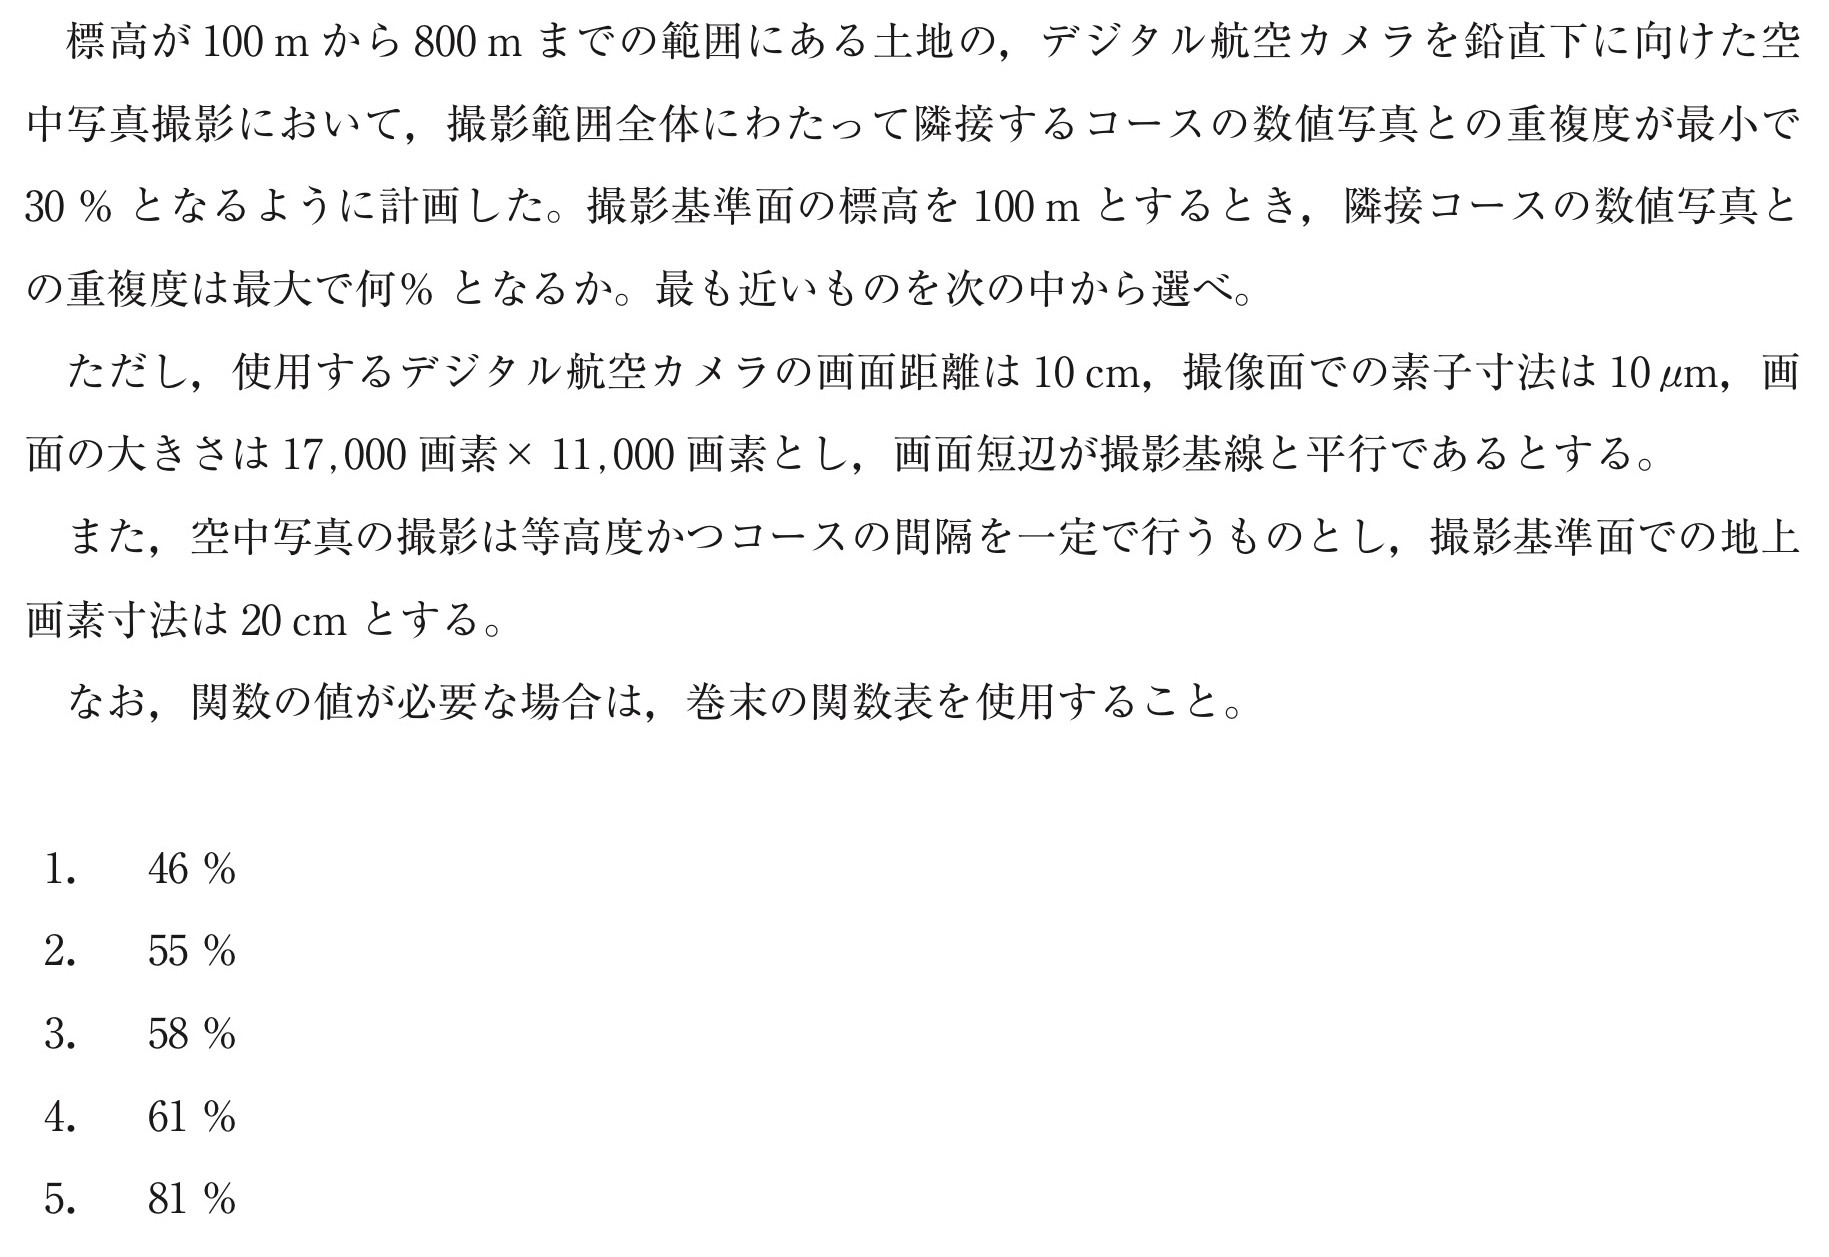 標高が 100 m から 800 m までの範囲にある土地の，デジタル航空カメラを鉛直下に向けた空
中写真撮影において，撮影範囲全体にわたって隣接するコースの数値写真との重複度が最小で
30 % となるように計画した。撮影基準面の標高を 100 m とするとき，隣接コースの数値写真と
の重複度は最大で何% となるか。最も近いものを次の中から選べ。
ただし，使用するデジタル航空カメラの画面距離は 10 cm，撮像面での素子寸法は 10 μm，画
面の大きさは 17,000 画素× 11,000 画素とし，画面短辺が撮影基線と平行であるとする。
また，空中写真の撮影は等高度かつコースの間隔を一定で行うものとし，撮影基準面での地上
画素寸法は 20 cm とする。
なお，関数の値が必要な場合は，巻末の関数表を使用すること。
1. 46 %
2. 55 %
3. 58 %
4. 61 %
5. 81 %